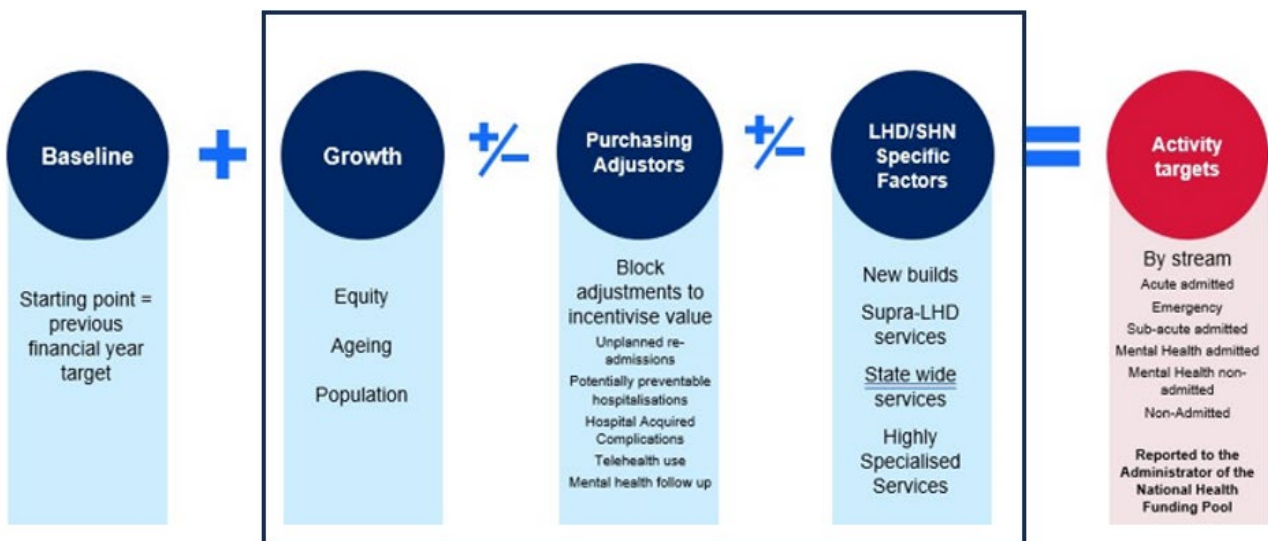 Baseline
+
Growth
+/-
Purchasing
Adjustors
+/-
LHD/SHN
Specific
Factors
=
Activity
targets
Starting point =
previous
financial year
target
Equity
Ageing
Population
Block
adjustments to
incentivise value
Unplanned re-
admissions
Potentially preventable
hospitalisations
Hospital Acquired
Complications
Telehealth use
Mental health follow up
New builds
Supra-LHD
services
State wide
services
Highly
Specialised
Services
By stream
Acute admitted
Emergency
Sub-acute admitted
Mental Health admitted
Mental Health non-
admitted
Non-Admitted
Reported to the
Administrator of the
National Health
Funding Pool